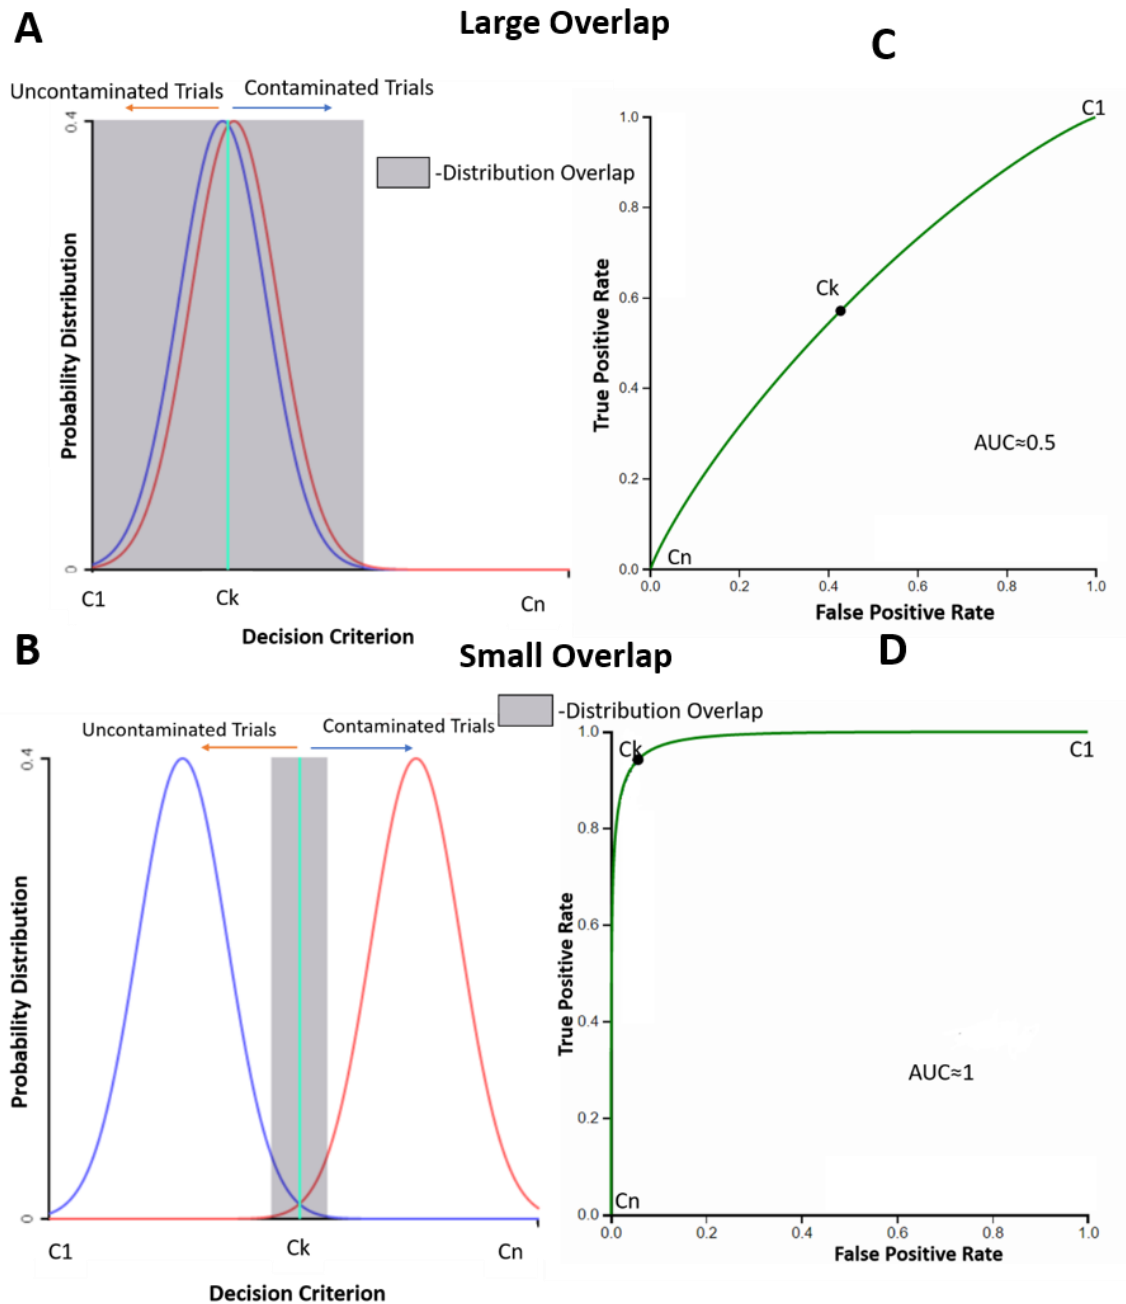 A
Large Overlap
C
Uncontaminated Trials
Contaminated Trials
-Distribution Overlap
0.4
0
Probability Distribution
C1
Ck
Cn
Decision Criterion
1.0
0.8
0.6
0.4
0.2
0.0
True Positive Rate
C1
Ck
AUC≈0.5
Cn
0.0
0.2
0.4
0.6
0.8
1.0
False Positive Rate
B
Small Overlap
D
-Distribution Overlap
Uncontaminated Trials
Contaminated Trials
0.4
0
Probability Distribution
C1
Ck
Cn
Decision Criterion
1.0
0.8
0.6
0.4
0.2
0.0
True Positive Rate
Ck
C1
AUC≈1
Cn
0.0
0.2
0.4
0.6
0.8
1.0
False Positive Rate